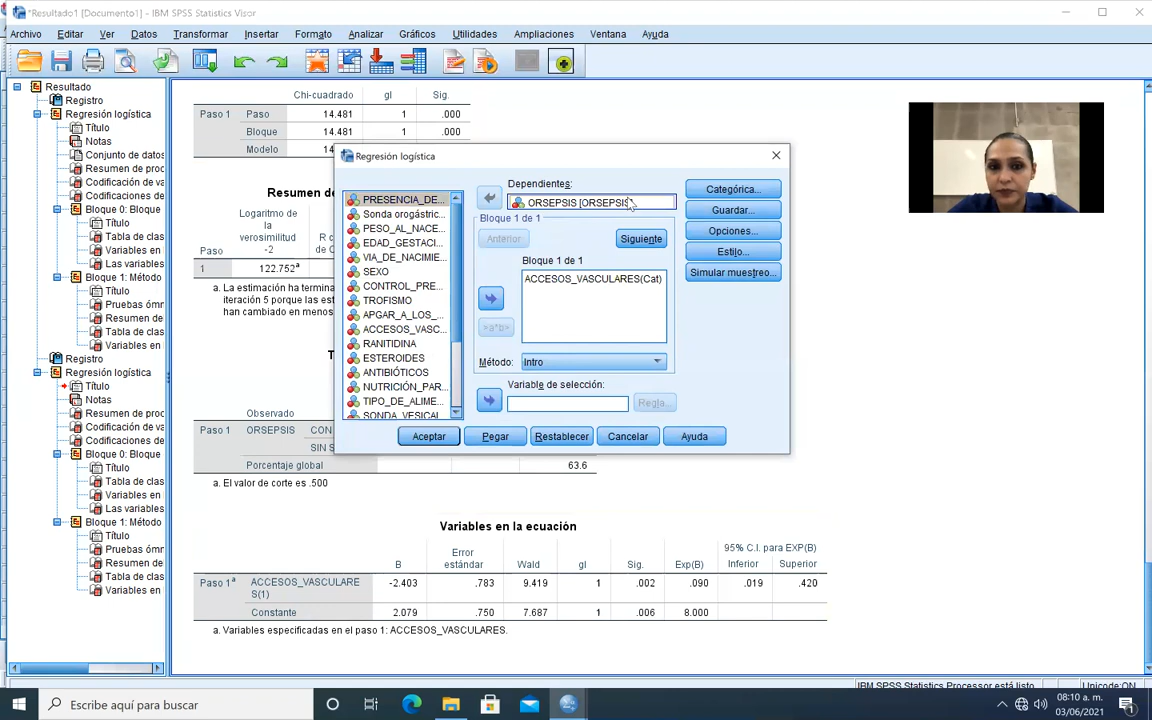 *Resultado1 [Documento1] - IBM SPSS Statistics Visor
Archivo Editar Ver Datos Transformar Insertar Formato Analizar Gráficos Utilidades Ampliaciones Ventana Ayuda
Resultado
Registro
Regresión logística
Título
Notas
Conjunto de datos
Resumen de proc
Codificación de va
Codificaciones de
Bloque 0: Bloque
Título
Tabla de clas
Variables en
Las variables
Bloque 1: Método
Título
Pruebas ómn
Resumen de
Tabla de clas
Variables en
Registro
Regresión logística
Título
Notas
Resumen de proc
Codificación de va
Codificaciones de
Bloque 0: Bloque
Título
Tabla de clas
Variables en
Las variables
Bloque 1: Método
Título
Pruebas ómn
Resumen de
Tabla de clas
Variables en
Chi-cuadrado gl Sig.
Paso 1 Paso 14.481 1 .000
Bloque 14.481 1 .000
Modelo 14
Resumen de
Logaritmo de
la
verosimilitud
-2
R c
de C
Paso
1 122.752ª
a. La estimación ha termina
iteración 5 porque las est
han cambiado en menos
T
Observado
Paso 1 ORSEPSIS CON
SIN S
Porcentaje global 63.6
a. El valor de corte es .500
Variables en la ecuación
B Error estándar Wald gl Sig. Exp(B) 95% C.I. para EXP(B) Inferior Superior
Paso 1ª ACCESOS_VASCULARE -2.403 .783 9.419 1 .002 .090 .019 .420
S(1)
Constante 2.079 .750 7.687 1 .006 8.000
a. Variables especificadas en el paso 1: ACCESOS_VASCULARES.
Regresión logística
PRESENCIA_DE...
Sonda orogástric...
PESO_AL_NACE...
EDAD_GESTACI...
VIA_DE_NACIMIE...
SEXO
CONTROL_PRE...
TROFISMO
APGAR_A_LOS_...
ACCESOS_VASC...
RANITIDINA
ESTEROIDES
ANTIBIÓTICOS
NUTRICIÓN_PAR...
TIPO_DE_ALIME...
SONDA_VESICAL
Dependientes:
ORSEPSIS [ORSEPSIS
Bloque 1 de 1
Anterior Siguiente
Bloque 1 de 1
ACCESOS_VASCULARES(Cat)
>a*b>
Método: Intro
Variable de selección:
Regla...
Categórica...
Guardar...
Opciones...
Estilo...
Simular muestreo...
Aceptar Pegar Restablecer Cancelar Ayuda
IBM SPSS Statistics Processor está listo Unicode:ON
Escribe aquí para buscar
08:10 a. m.
03/06/2021
1